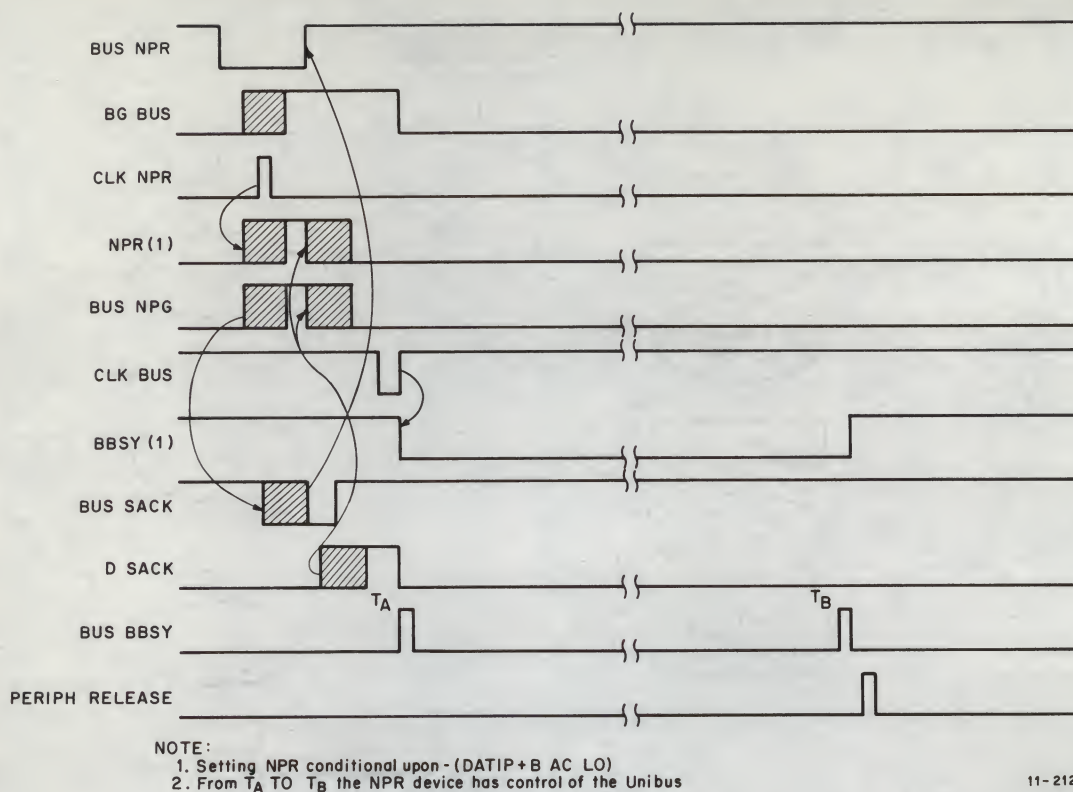 BUS NPR
BG BUS
CLK NPR
NPR (1)
BUS NPG
CLK BUS
BBSY (1)
BUS SACK
D SACK
TA
TB
BUS BBSY
PERIPH RELEASE
NOTE:
1. Setting NPR conditional upon - (DATIP + B AC LO)
2. From TA TO TB the NPR device has control of the Unibus
11-212